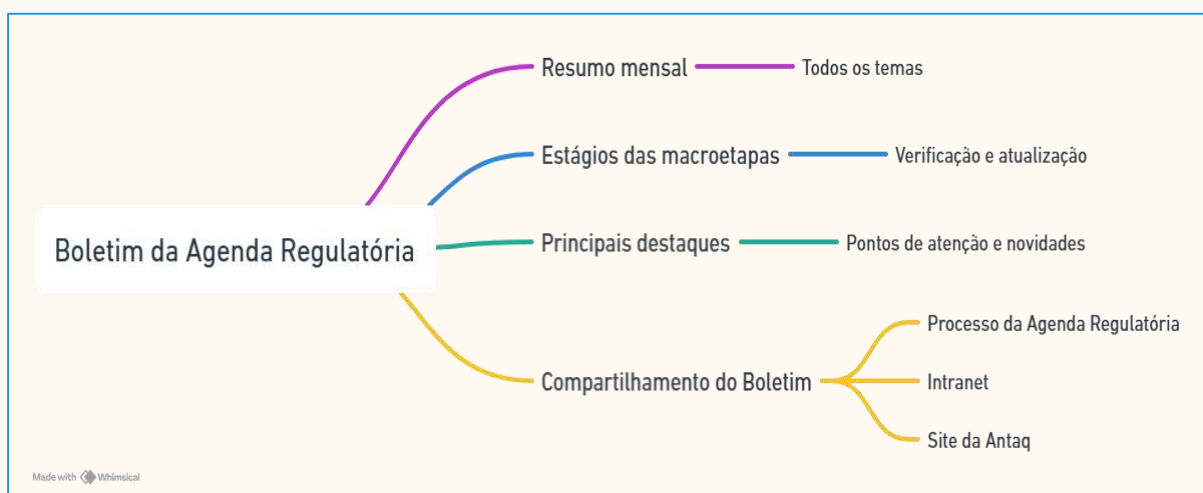 Resumo mensal
Todos os temas
Estágios das macroetapas
Verificação e atualização
Boletim da Agenda Regulatória
Principais destaques
Pontos de atenção e novidades
Compartilhamento do Boletim
Processo da Agenda Regulatória
Intranet
Site da Antaq
Made with Whimsical